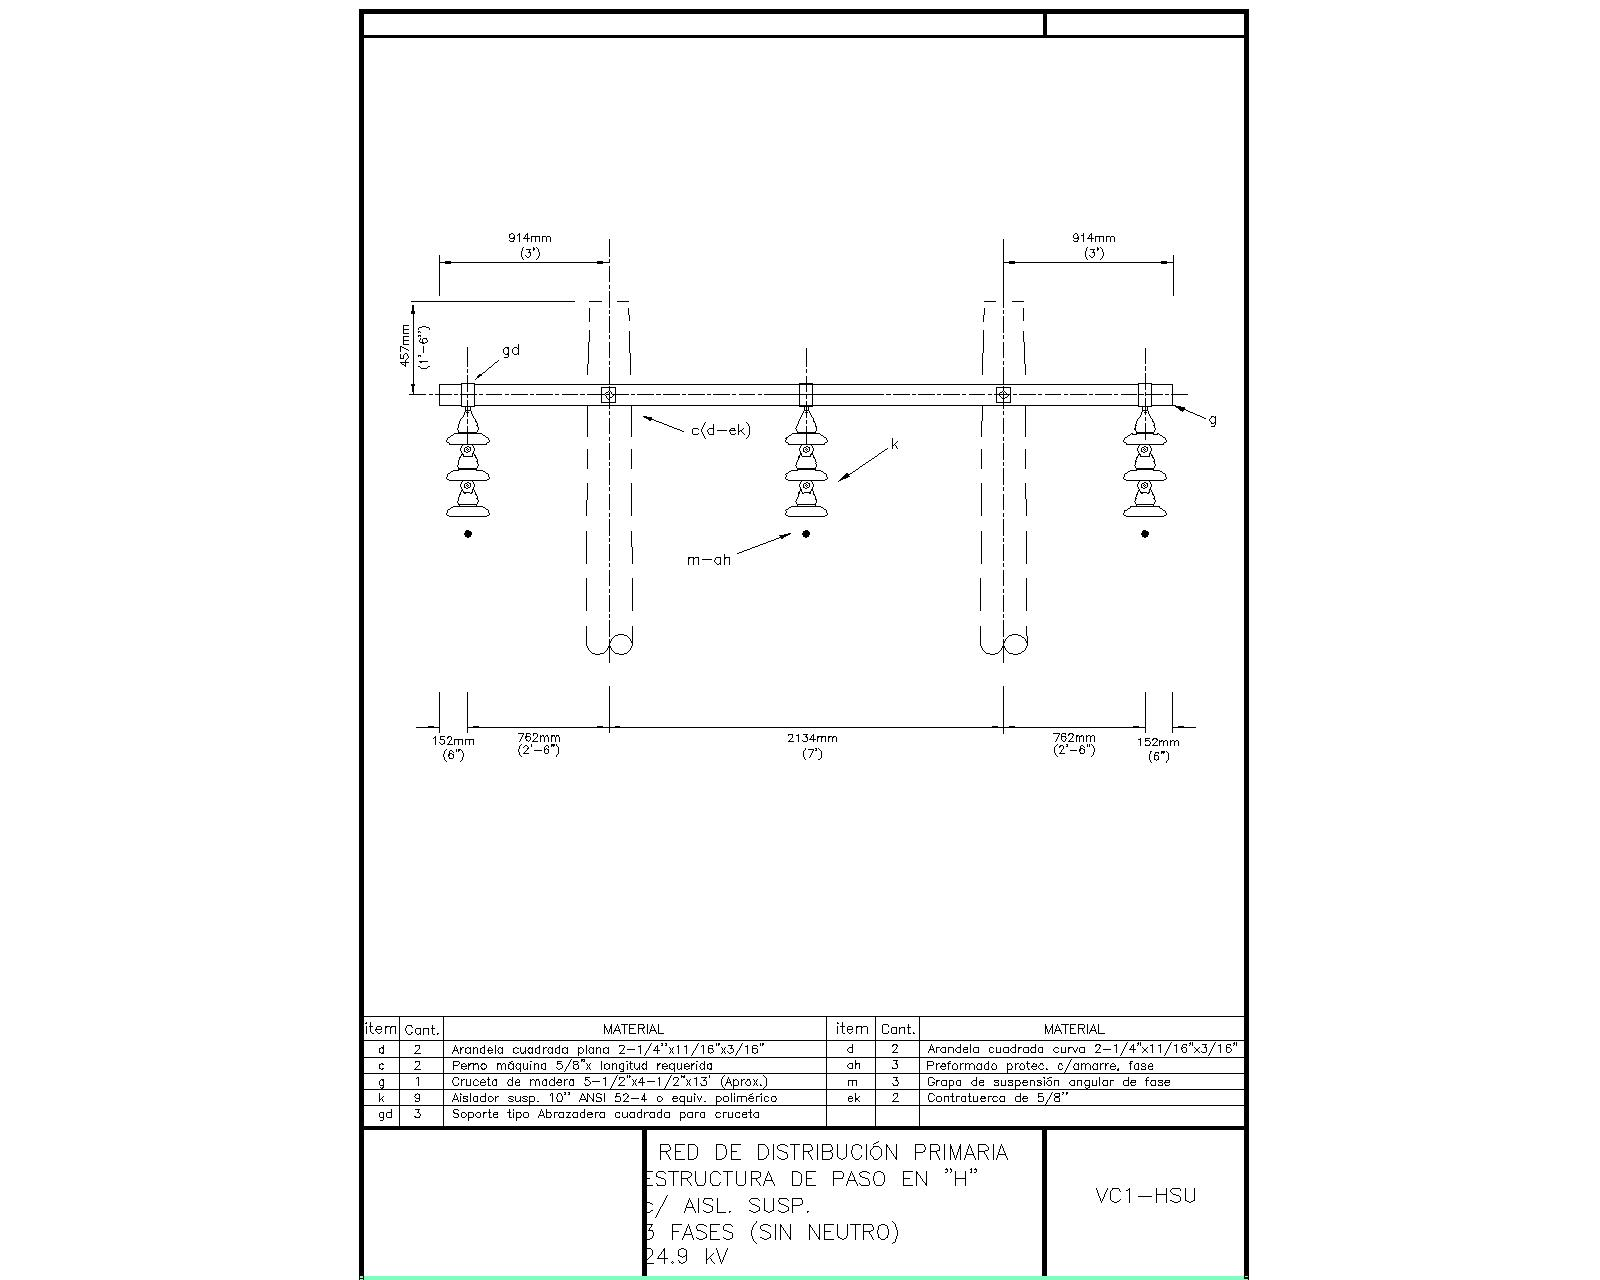 914mm
(3')
914mm
(3')
457mm
(1'-6")
gd
g
c(d-ek)
k
m-ah
152mm
(6")
762mm
(2'-6")
2134mm
(7')
762mm
(2'-6")
152mm
(6")
item Cant. MATERIAL item Cant. MATERIAL
d 2 Arandela cuadrada plana 2-1/4"x11/16"x3/16" d 2 Arandela cuadrada curva 2-1/4"x11/16"x3/16"
c 2 Perno máquina 5/8"x longitud requerida ah 3 Preformado protec. c/amarre, fase
g 1 Cruceta de madera 5-1/2"x4-1/2"x13' (Aprox.) m 3 Grapa de suspensión angular de fase
k 9 Aislador susp. 10" ANSI 52-4 o equiv. polimérico ek 2 Contratuerca de 5/8"
gd 3 Soporte tipo Abrazadera cuadrada para cruceta
RED DE DISTRIBUCIÓN PRIMARIA
ESTRUCTURA DE PASO EN "H"
c/ AISL. SUSP.
3 FASES (SIN NEUTRO)
24.9 kV
VC1-HSU